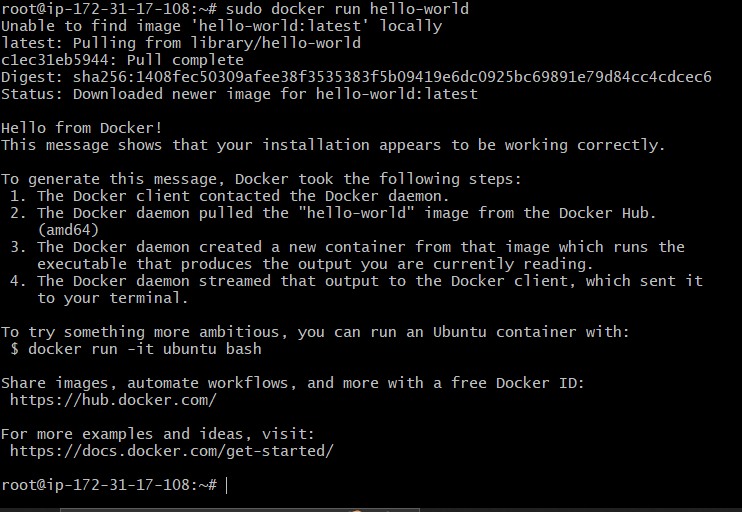 root@ip-172-31-17-108:~# sudo docker run hello-world
Unable to find image 'hello-world:latest' locally
latest: Pulling from library/hello-world
c1ec31eb5944: Pull complete
Digest: sha256:1408fec50309afee38f3535383f5b09419e6dc0925bc69891e79d84cc4cdcec6
Status: Downloaded newer image for hello-world:latest

Hello from Docker!
This message shows that your installation appears to be working correctly.

To generate this message, Docker took the following steps:
 1. The Docker client contacted the Docker daemon.
 2. The Docker daemon pulled the "hello-world" image from the Docker Hub.
    (amd64)
 3. The Docker daemon created a new container from that image which runs the
    executable that produces the output you are currently reading.
 4. The Docker daemon streamed that output to the Docker client, which sent it
    to your terminal.

To try something more ambitious, you can run an Ubuntu container with:
 $ docker run -it ubuntu bash

Share images, automate workflows, and more with a free Docker ID:
 https://hub.docker.com/

For more examples and ideas, visit:
 https://docs.docker.com/get-started/

root@ip-172-31-17-108:~#